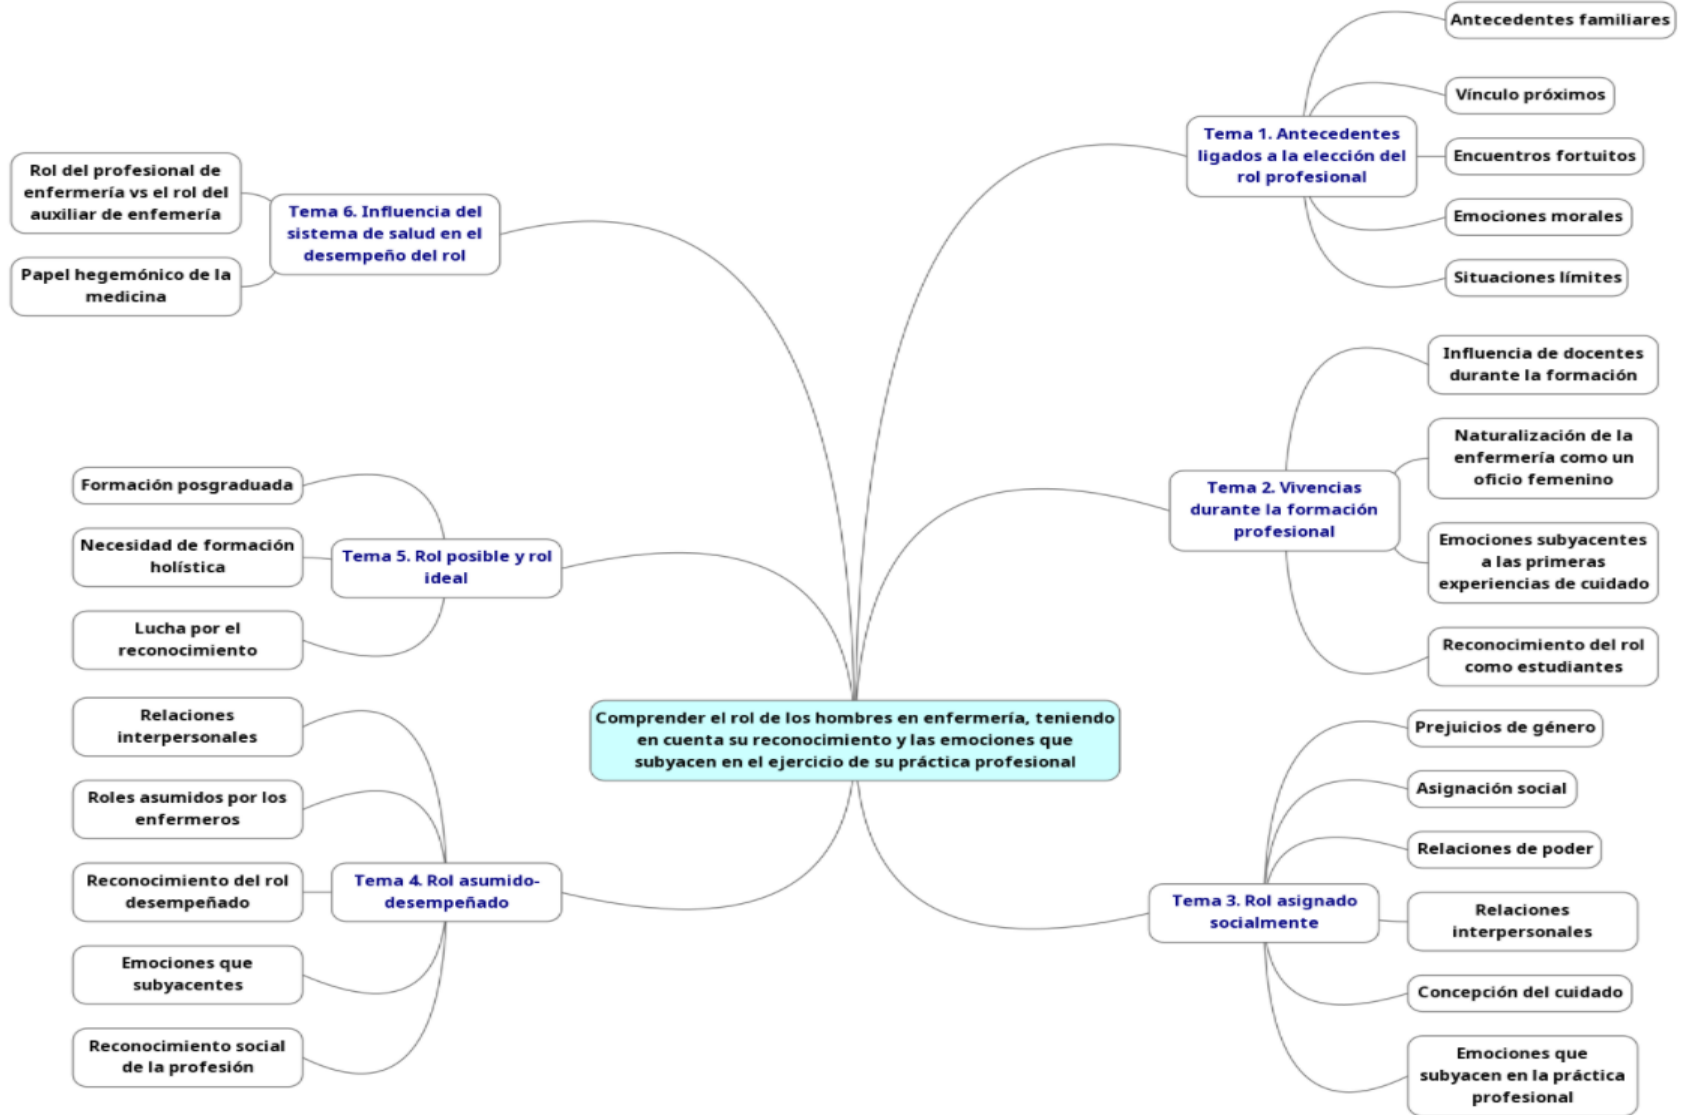 Antecedentes familiares
Vínculo próximos
Tema 1. Antecedentes
ligados a la elección del
rol profesional
Encuentros fortuitos
Emociones morales
Situaciones límites
Rol del profesional de
enfermería vs el rol del
auxiliar de enfemería
Tema 6. Influencia del
sistema de salud en el
desempeño del rol
Papel hegemónico de la
medicina
Influencia de docentes
durante la formación
Naturalización de la
enfermería como un
oficio femenino
Tema 2. Vivencias
durante la formación
profesional
Emociones subyacentes
a las primeras
experiencias de cuidado
Reconocimiento del rol
como estudiantes
Formación posgraduada
Necesidad de formación
holística
Tema 5. Rol posible y rol
ideal
Lucha por el
reconocimiento
Comprender el rol de los hombres en enfermería, teniendo
en cuenta su reconocimiento y las emociones que
subyacen en el ejercicio de su práctica profesional
Relaciones
interpersonales
Roles asumidos por los
enfermeros
Reconocimiento del rol
desempeñado
Tema 4. Rol asumido-
desempeñado
Emociones que
subyacentes
Reconocimiento social
de la profesión
Prejuicios de género
Asignación social
Relaciones de poder
Tema 3. Rol asignado
socialmente
Relaciones
interpersonales
Concepción del cuidado
Emociones que
subyacen en la práctica
profesional